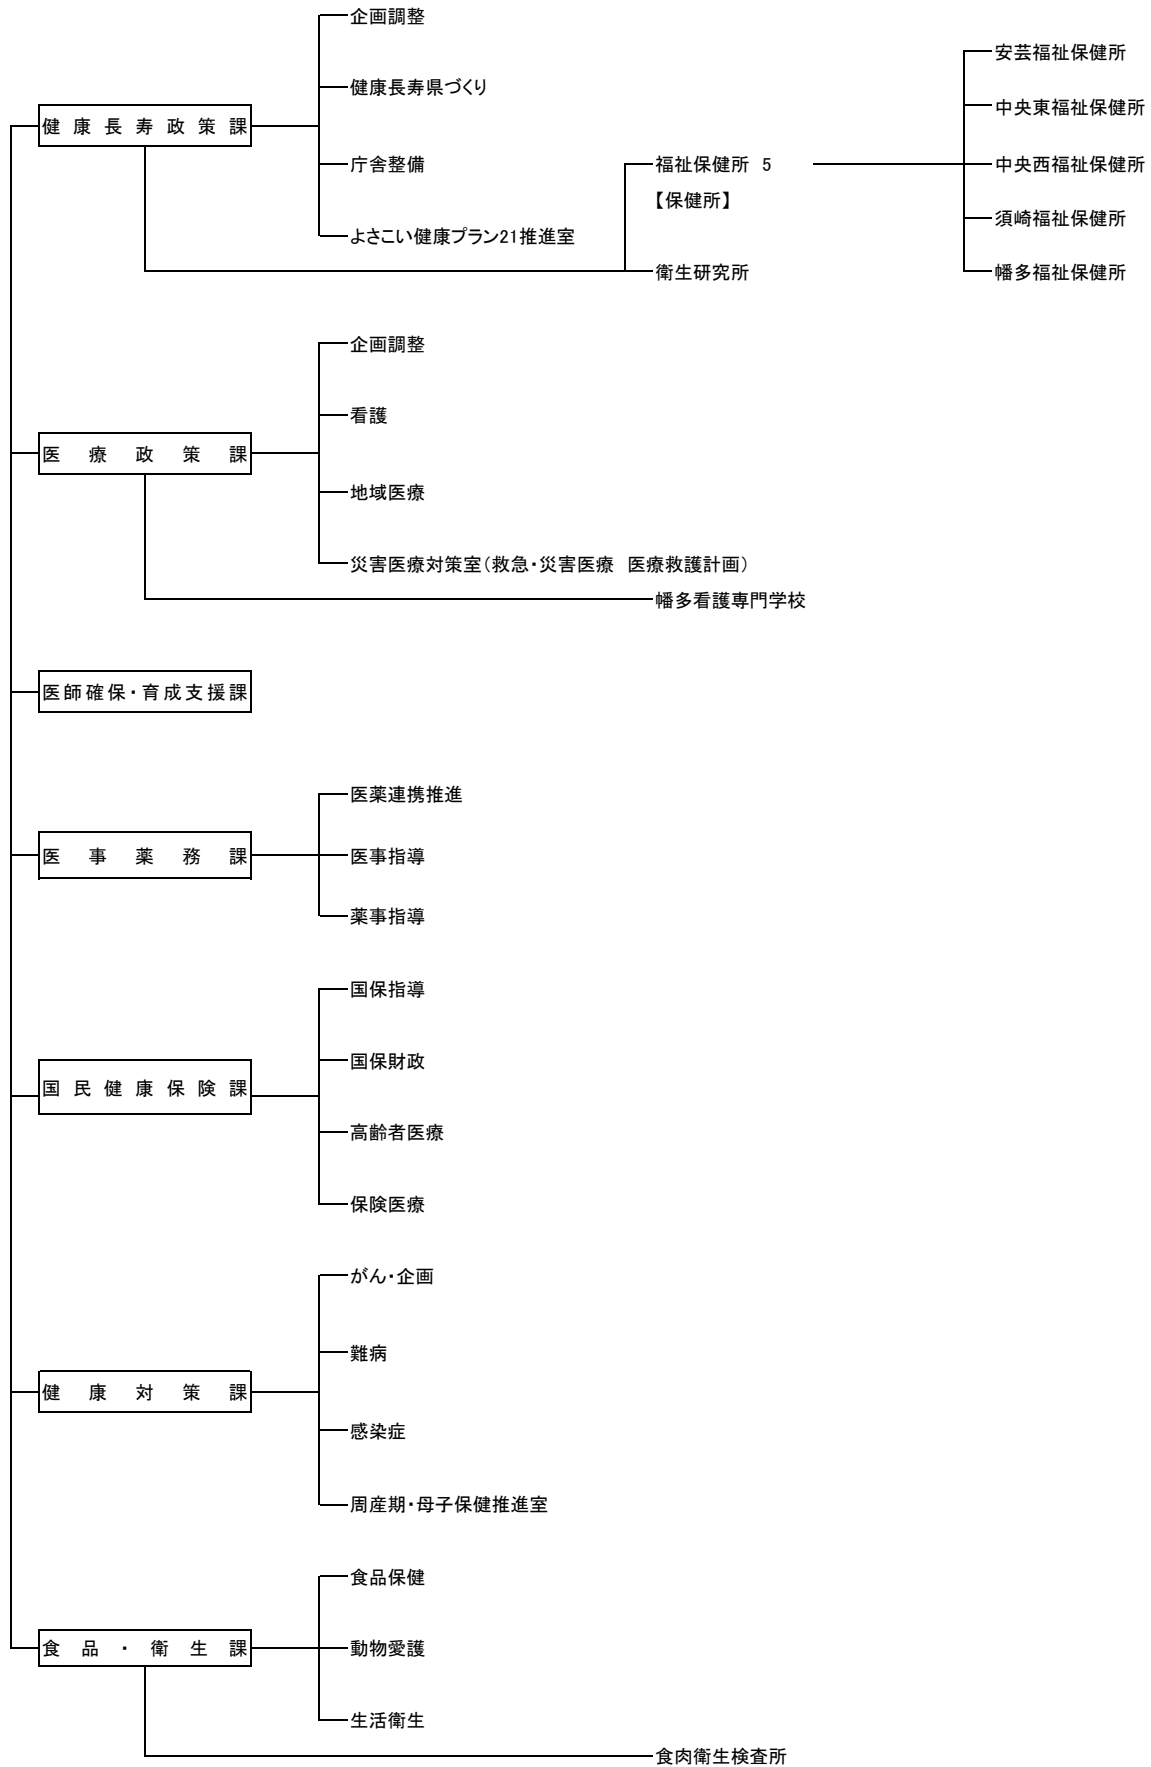 企画調整
安芸福祉保健所
健康長寿県づくり
中央東福祉保健所
健康長寿政策課
庁舎整備
福祉保健所 5
中央西福祉保健所
【保健所】
須崎福祉保健所
よさこい健康プラン21推進室
衛生研究所
幡多福祉保健所
企画調整
看護
医療政策課
地域医療
災害医療対策室(救急・災害医療　医療救護計画)
幡多看護専門学校
医師確保・育成支援課
医薬連携推進
医事薬務課
医事指導
薬事指導
国保指導
国保財政
国民健康保険課
高齢者医療
保険医療
がん・企画
難病
健康対策課
感染症
周産期・母子保健推進室
食品保健
食品・衛生課
動物愛護
生活衛生
食肉衛生検査所